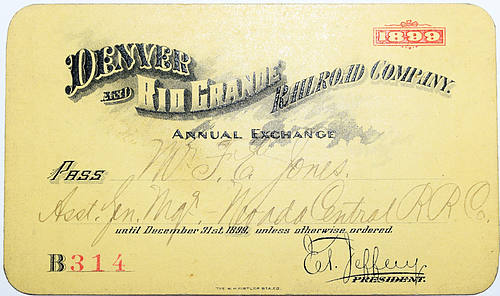 1899
DENVER
AND RIO GRANDE RAILROAD COMPANY.
ANNUAL EXCHANGE
PASS Mr. F. E. Jones.
Asst. Gen. Mgr. Nevada Central R.R. Co.
until December 31st. 1899, unless otherwise ordered.
B314
E.T. Jeffery
PRESIDENT.